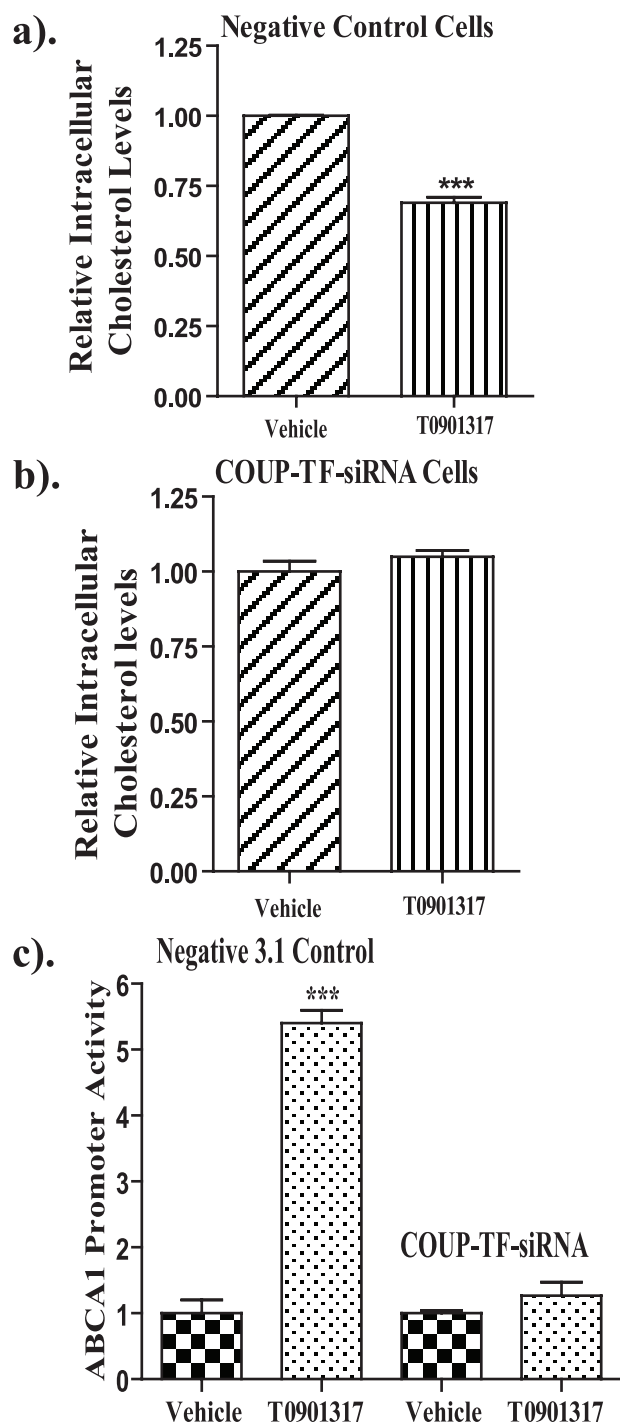 a).
Negative Control Cells
Relative Intracellular
Cholesterol Levels
1.25
1.00
0.75
0.50
0.25
0.00
***
Vehicle
T0901317
b).
COUP-TF-siRNA Cells
Relative Intracellular
Cholesterol levels
1.25
1.00
0.75
0.50
0.25
0.00
Vehicle
T0901317
c).
Negative 3.1 Control
ABCA1 Promoter Activity
6
5
4
3
2
1
0
***
COUP-TF-siRNA
Vehicle
T0901317
Vehicle
T0901317